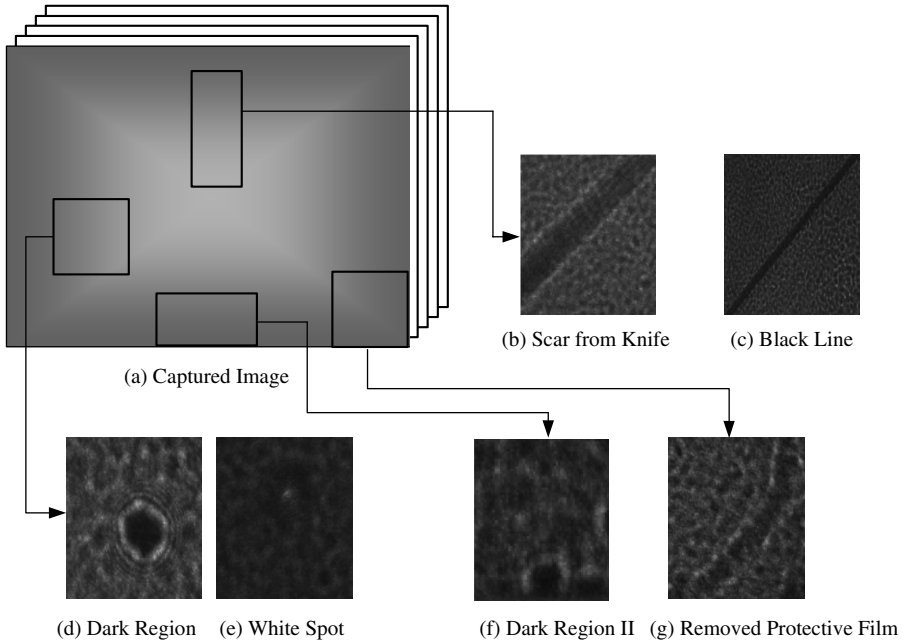 (b) Scar from Knife
(c) Black Line
(a) Captured Image
(d) Dark Region
(e) White Spot
(f) Dark Region II
(g) Removed Protective Film